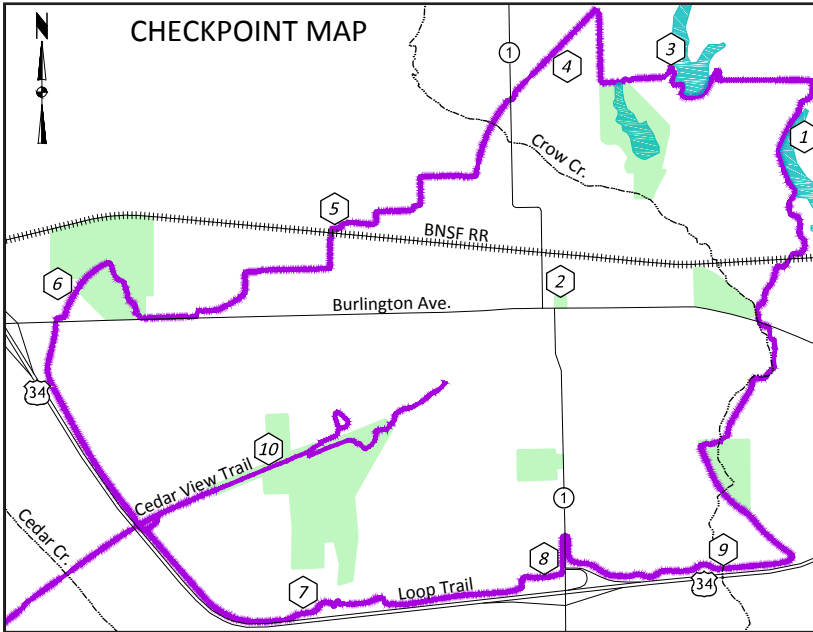 N
CHECKPOINT MAP
1
3
4
1
Crow Cr.
5
BNSF RR
6
2
Burlington Ave.
34
10
Cedar View Trail
1
Cedar Cr.
8
9
7
Loop Trail
34